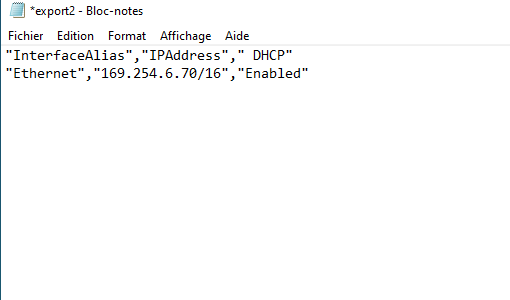 *export2 - Bloc-notes
Fichier Edition Format Affichage Aide
"InterfaceAlias","IPAddress"," DHCP"
"Ethernet","169.254.6.70/16","Enabled"